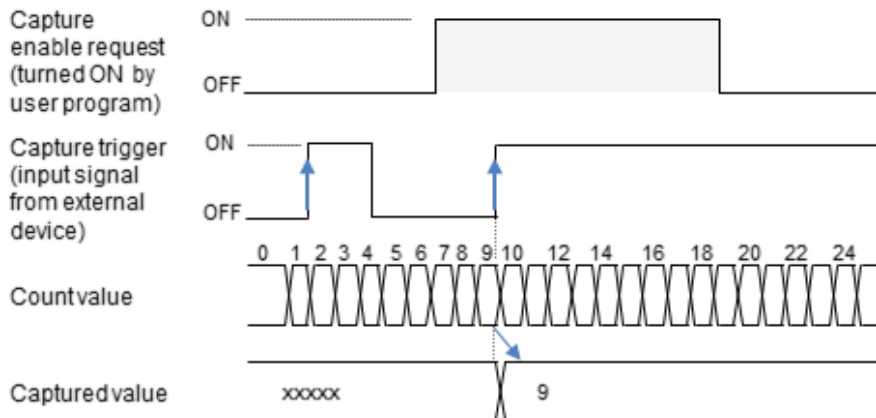 Capture
enable request
(turned ON by
user program)
ON
OFF
Capture trigger
(input signal
from external
device)
ON
OFF
0 1 2 3 4 5 6 7 8 9 10 12 14 16 18 20 22 24
Count value
Captured value xxxxx 9